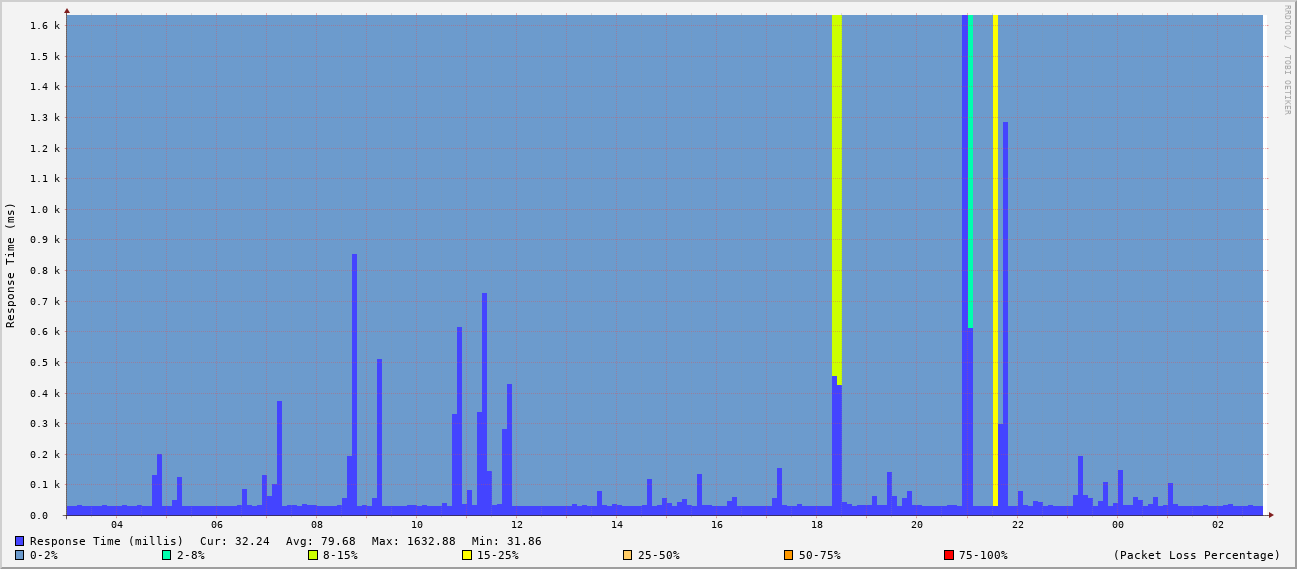 RRDTOOL / TOBI OETIKER
Response Time (ms)
1.6 k
1.5 k
1.4 k
1.3 k
1.2 k
1.1 k
1.0 k
0.9 k
0.8 k
0.7 k
0.6 k
0.5 k
0.4 k
0.3 k
0.2 k
0.1 k
0.0
04 06 08 10 12 14 16 18 20 22 00 02
Response Time (millis) Cur: 32.24 Avg: 79.68 Max: 1632.88 Min: 31.86
0-2% 2-8% 8-15% 15-25% 25-50% 50-75% 75-100% (Packet Loss Percentage)